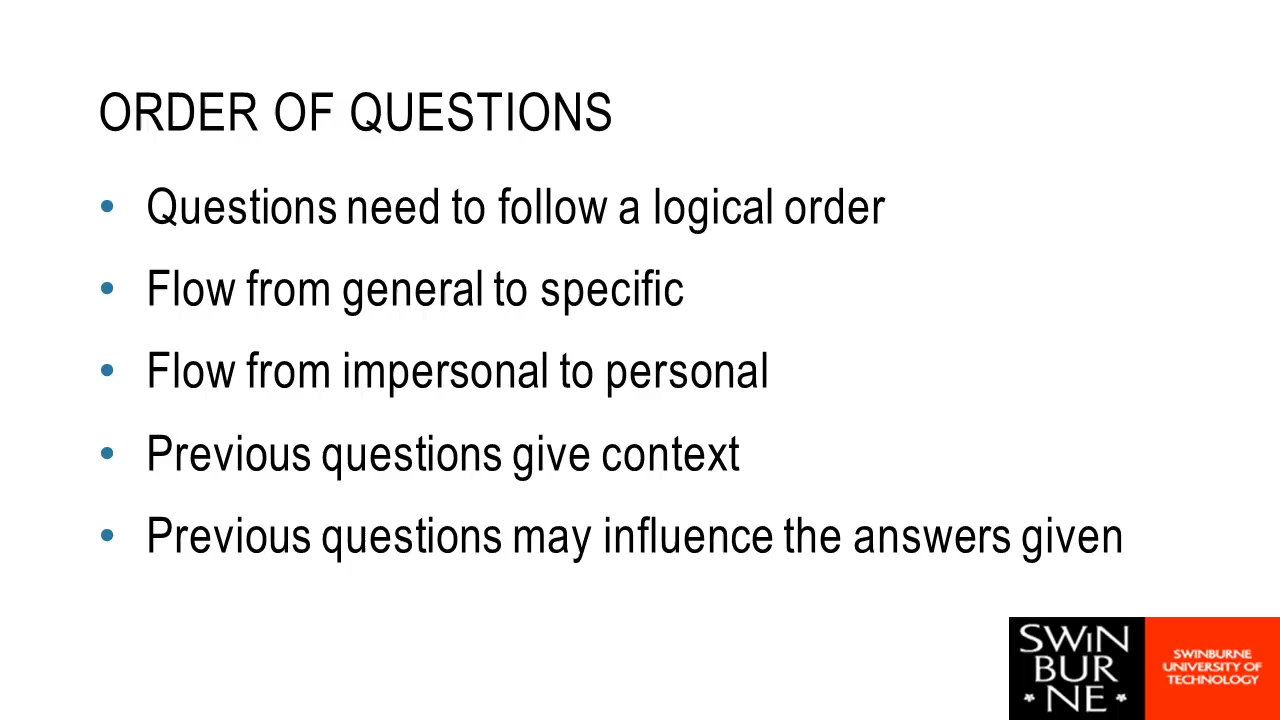 ORDER OF QUESTIONS
• Questions need to follow a logical order
• Flow from general to specific
• Flow from impersonal to personal
• Previous questions give context
• Previous questions may influence the answers given
SWIN
BUR
NE
SWINBURNE
UNIVERSITY OF
TECHNOLOGY